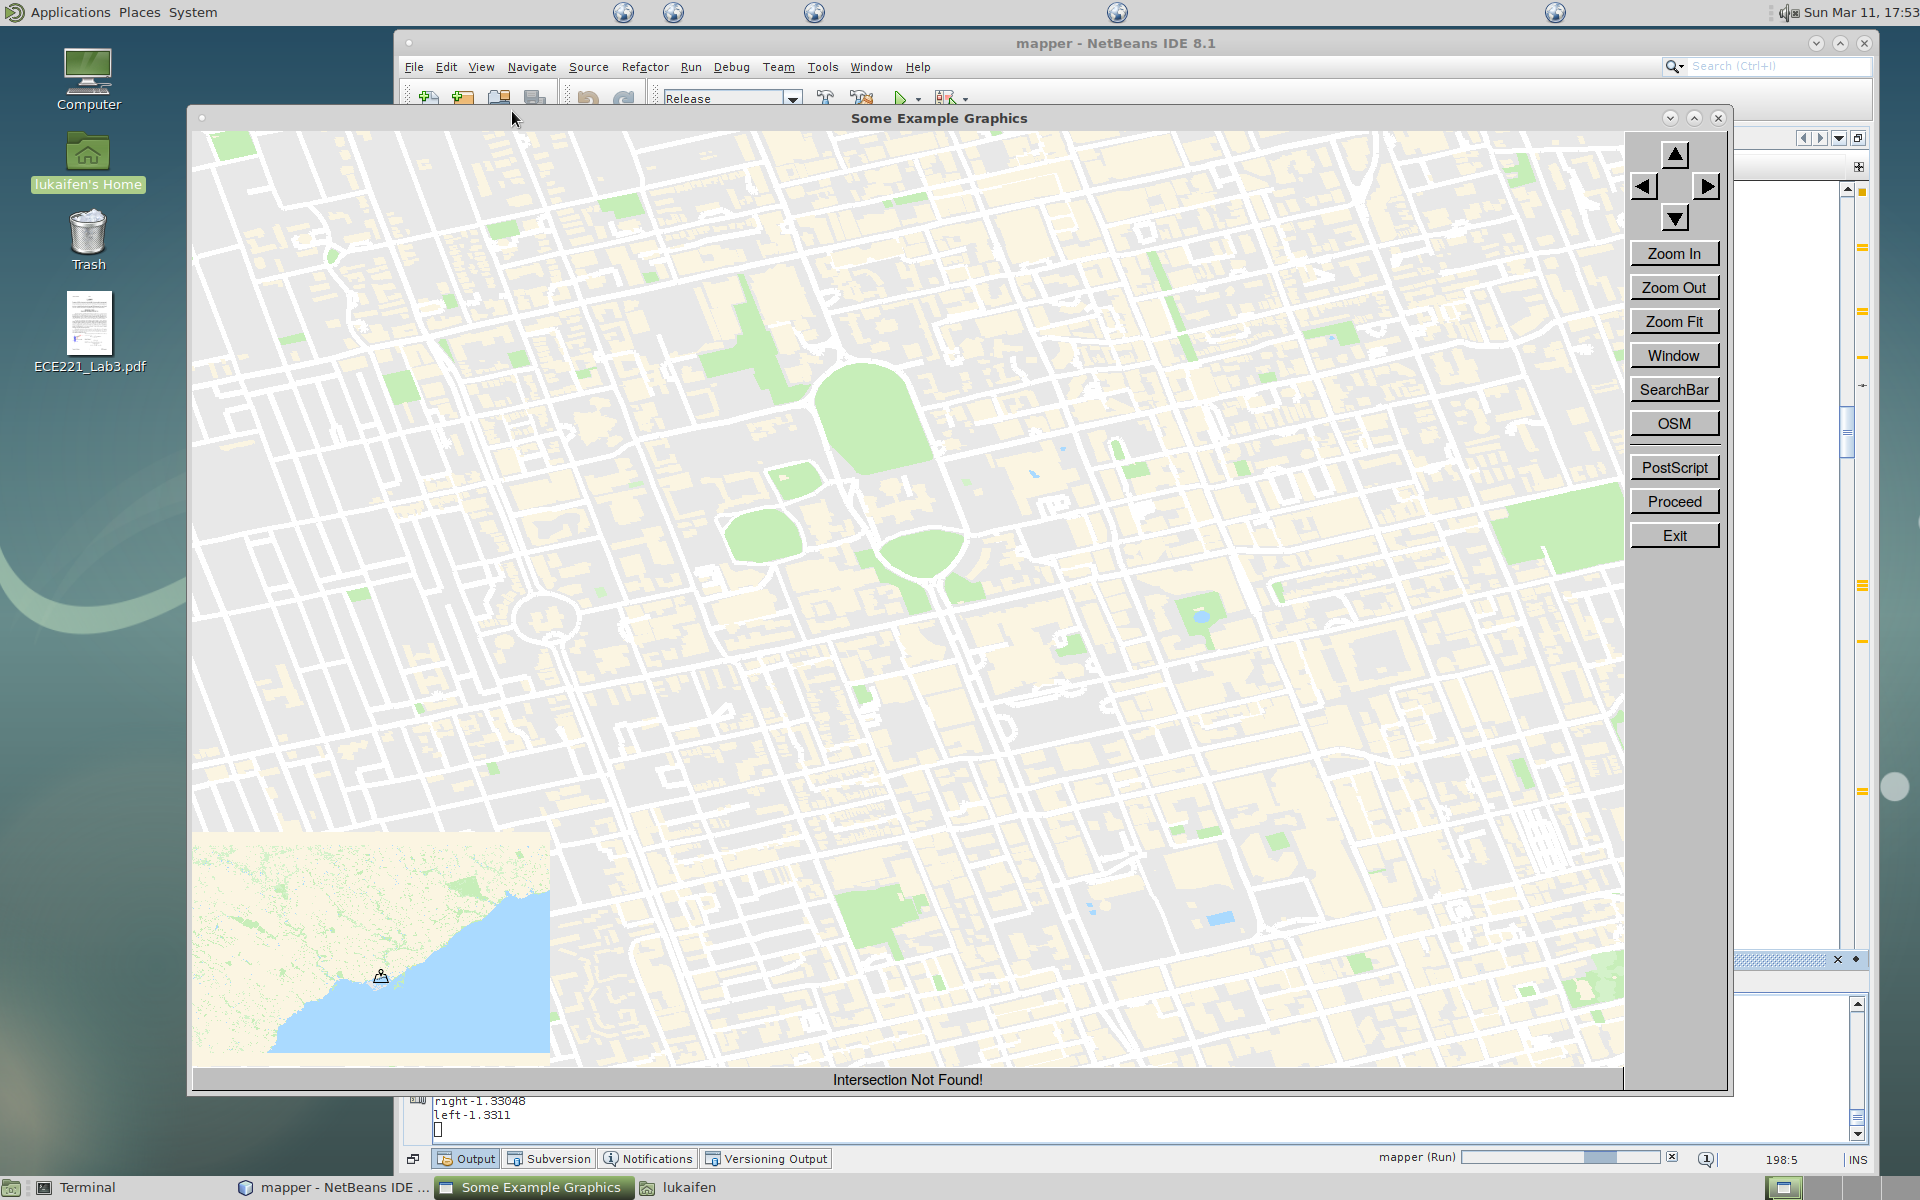 Applications Places System
Sun Mar 11, 17:53
Computer
lukaifen's Home
Trash
ECE221_Lab3.pdf
mapper - NetBeans IDE 8.1
File Edit View Navigate Source Refactor Run Debug Team Tools Window Help
Search (Ctrl+I)
Release
Some Example Graphics
Zoom In
Zoom Out
Zoom Fit
Window
SearchBar
OSM
PostScript
Proceed
Exit
Intersection Not Found!
right-1.33048
left-1.3311
Output Subversion Notifications Versioning Output
mapper (Run)
198:5 INS
Terminal
mapper - NetBeans IDE ...
Some Example Graphics
lukaifen